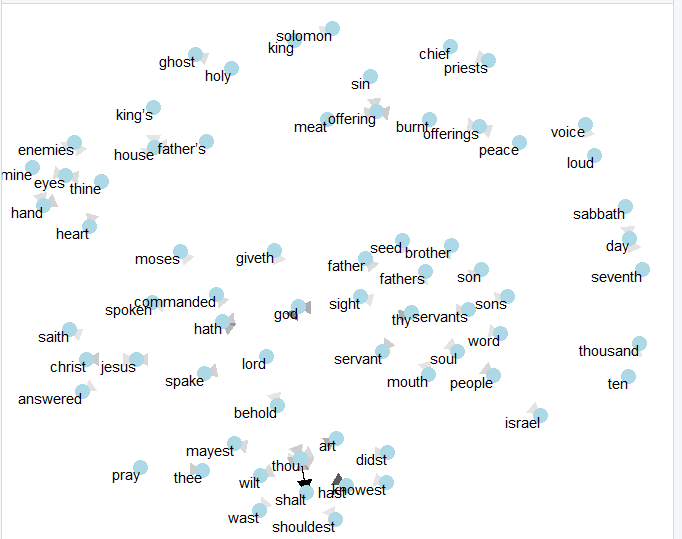 solomon
king
chief
ghost
priests
holy
sin
king's
meat offering burnt offerings
voice
enemies
house father's
peace
loud
mine eyes thine
hand
sabbath
heart
seed brother
day
moses
giveth
father
fathers
son
seventh
spoken commanded
sight
sons
god
thy servants
hath
saith
word
thousand
christ jesus
lord
servant
soul
spake
mouth
people
ten
answered
behold
israel
mayest
art
thou
didst
pray
thee
wilt
hast knowest
shalt
wast
shouldest